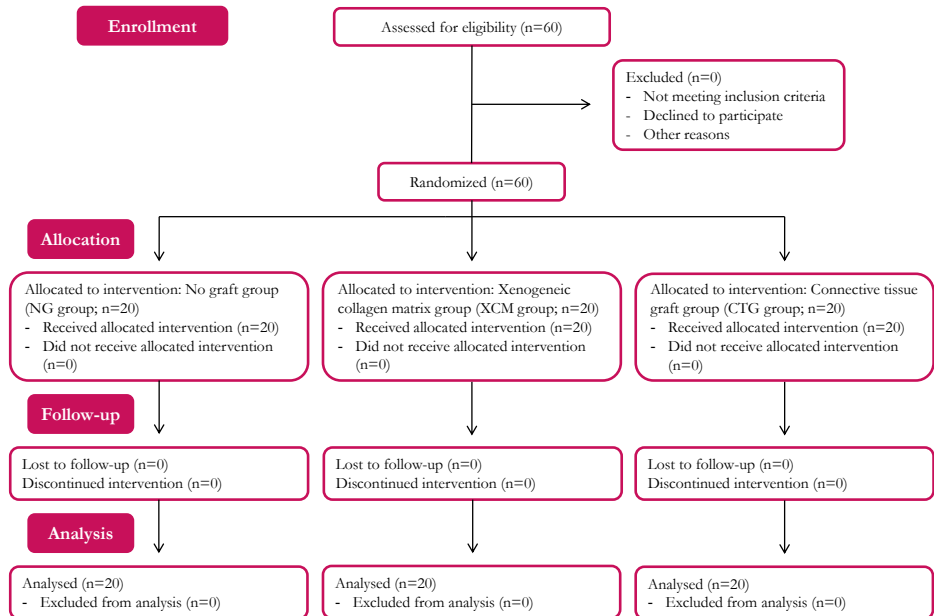 Enrollment
Assessed for eligibility (n=60)
Excluded (n=0)
- Not meeting inclusion criteria
- Declined to participate
- Other reasons
Randomized (n=60)
Allocation
Allocated to intervention: No graft group
(NG group; n=20)
- Received allocated intervention (n=20)
- Did not receive allocated intervention
(n=0)
Allocated to intervention: Xenogeneic
collagen matrix group (XCM group; n=20)
- Received allocated intervention (n=20)
- Did not receive allocated intervention
(n=0)
Allocated to intervention: Connective tissue
graft group (CTG group; n=20)
- Received allocated intervention (n=20)
- Did not receive allocated intervention
(n=0)
Follow-up
Lost to follow-up (n=0)
Discontinued intervention (n=0)
Lost to follow-up (n=0)
Discontinued intervention (n=0)
Lost to follow-up (n=0)
Discontinued intervention (n=0)
Analysis
Analysed (n=20)
- Excluded from analysis (n=0)
Analysed (n=20)
- Excluded from analysis (n=0)
Analysed (n=20)
- Excluded from analysis (n=0)